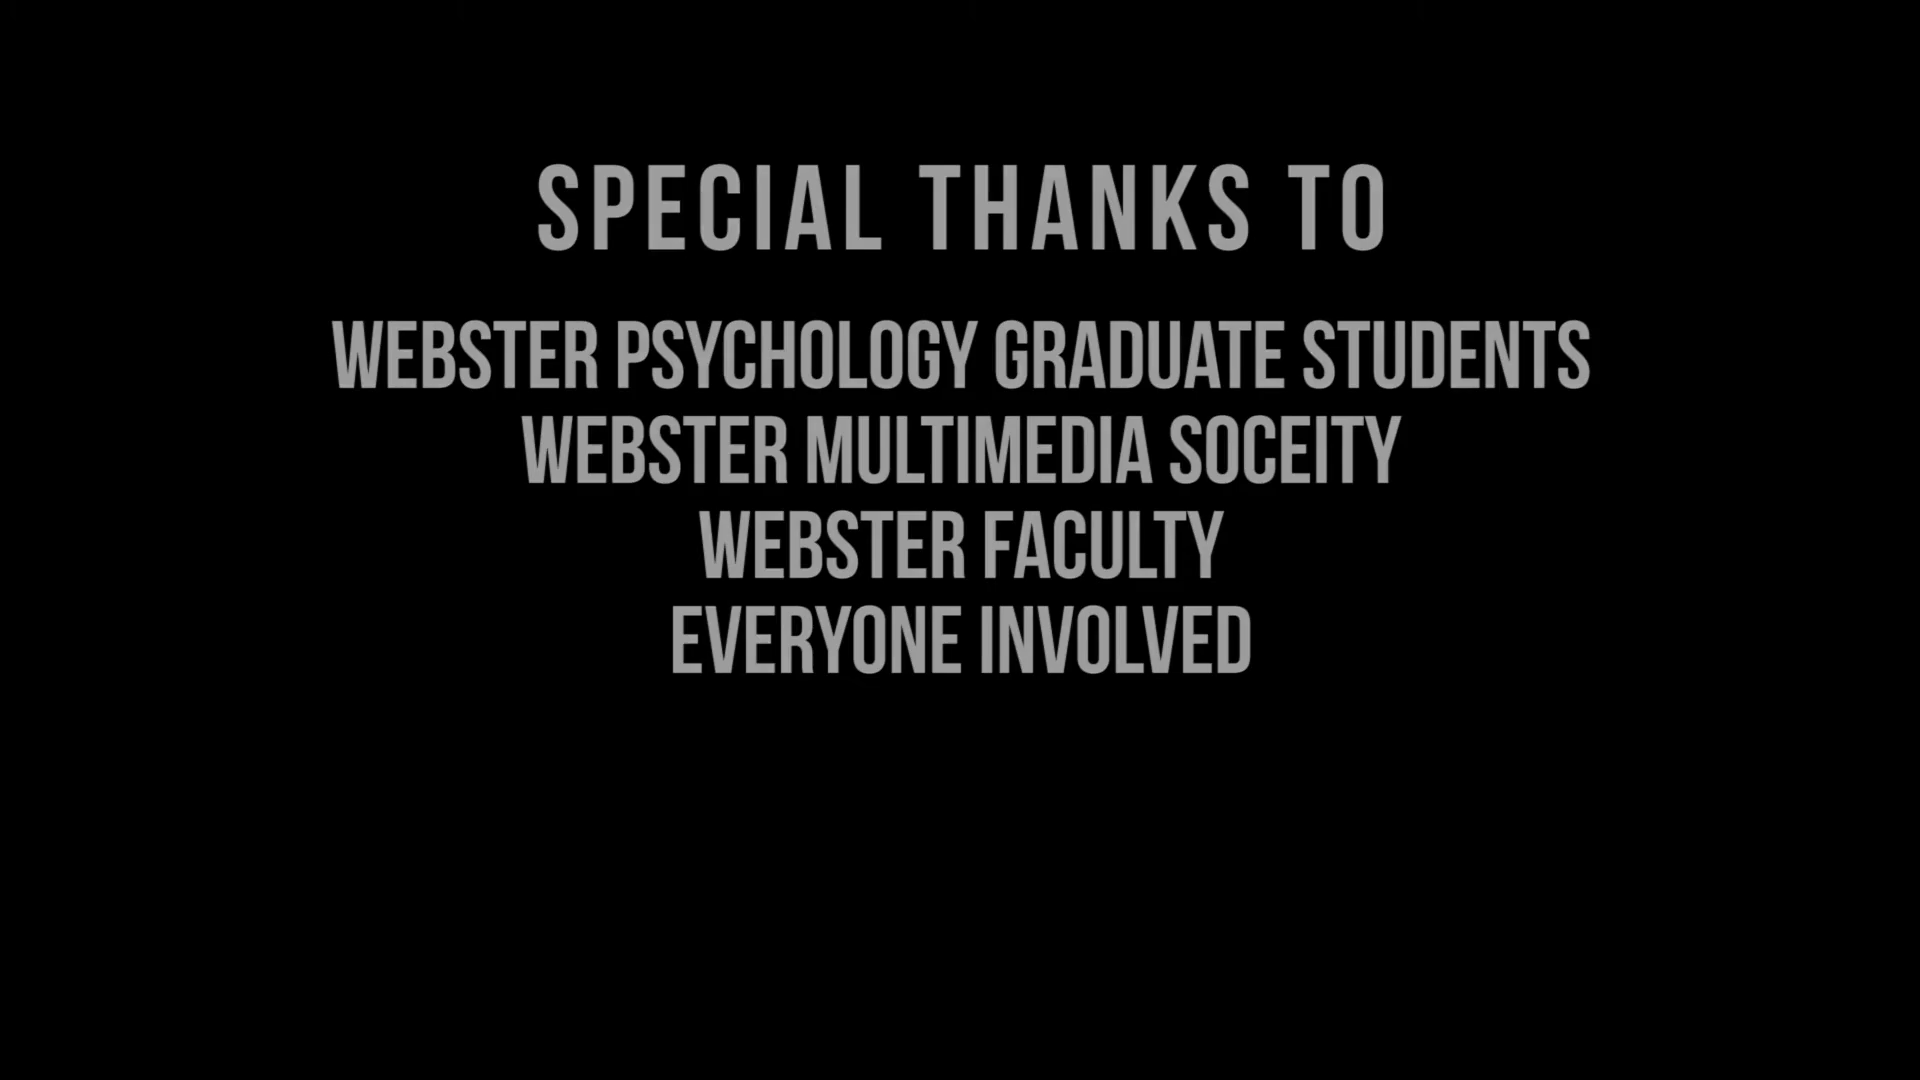 SPECIAL THANKS TO
WEBSTER PSYCHOLOGY GRADUATE STUDENTS
WEBSTER MULTIMEDIA SOCEITY
WEBSTER FACULTY
EVERYONE INVOLVED